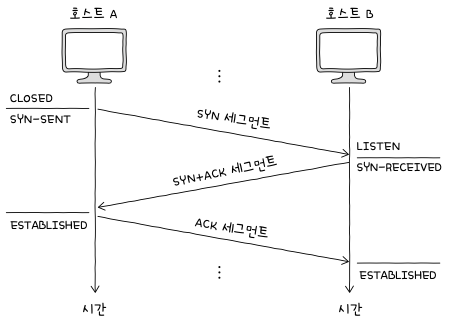 호스트 A
호스트 B
CLOSED
SYN-SENT
SYN 세그먼트
LISTEN
SYN-RECEIVED
SYN+ACK 세그먼트
ESTABLISHED
ACK 세그먼트
ESTABLISHED
시간
시간